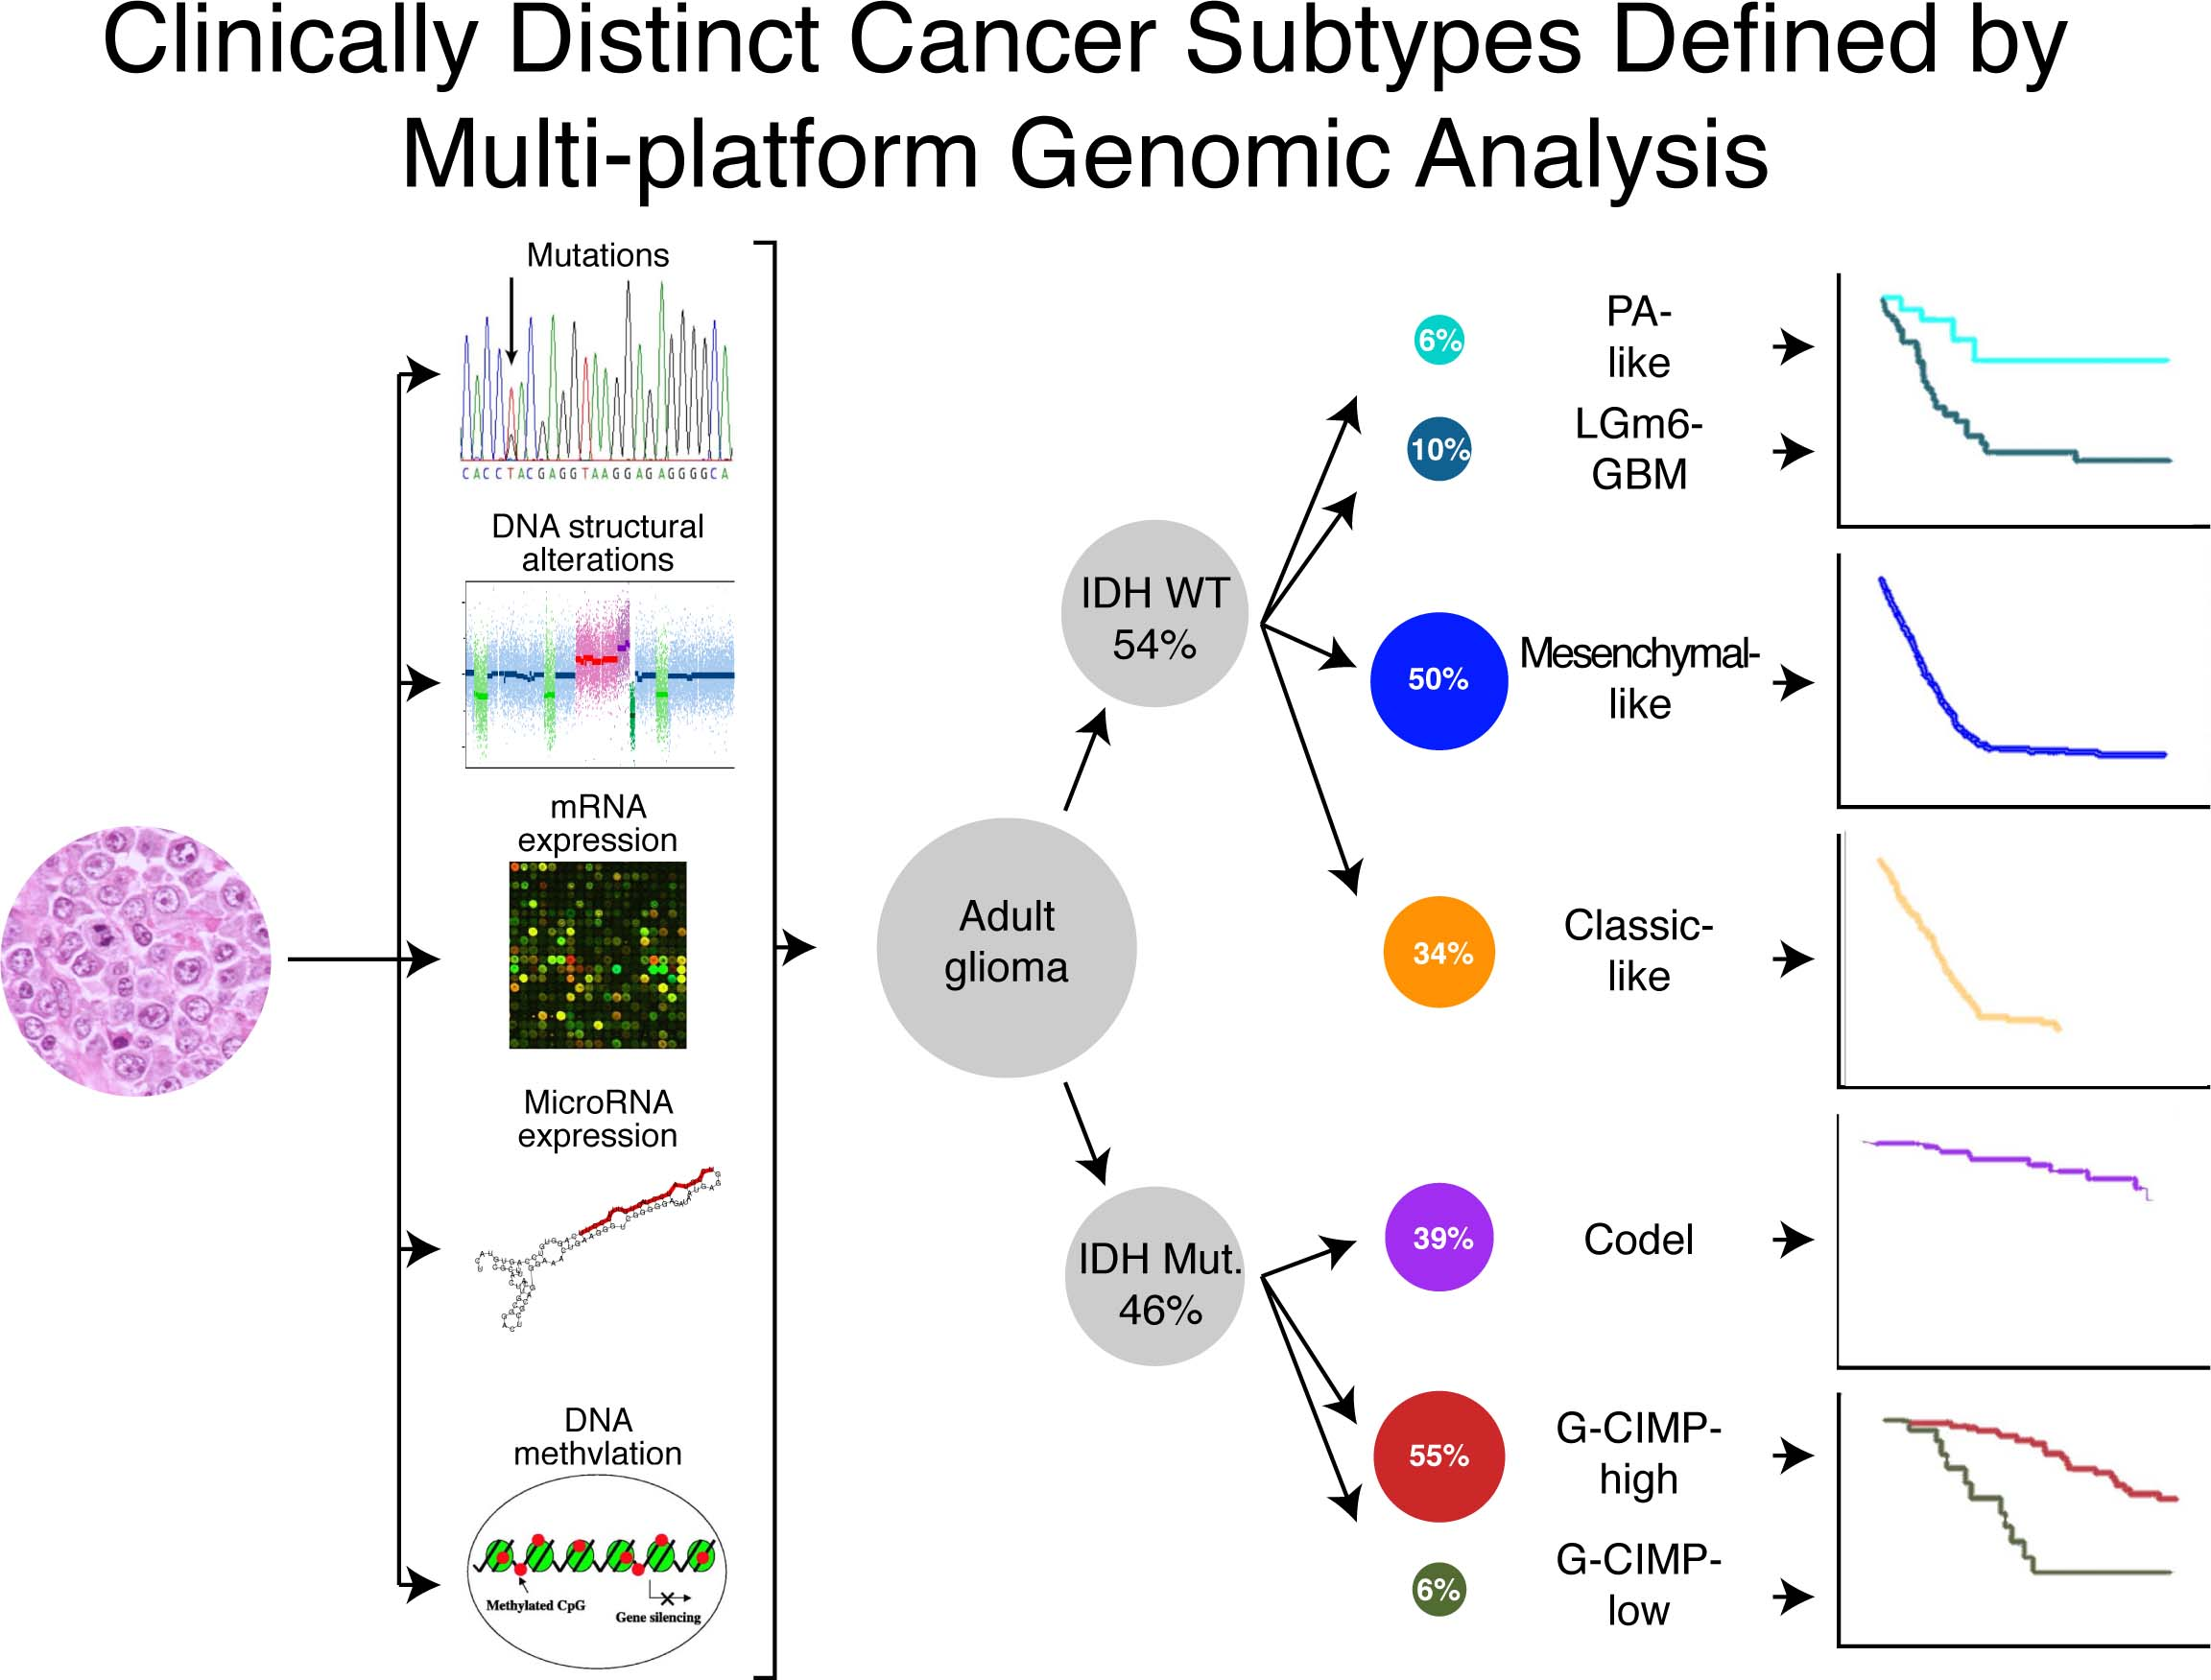 Clinically Distinct Cancer Subtypes Defined by
Multi-platform Genomic Analysis
Mutations
CACCTACGAGGTAAGGAGAGGGGCA
DNA structural
alterations
mRNA
expression
MicroRNA
expression
DNA
methvlation
Methylated CpG
Gene silencing
Adult
glioma
IDH WT
54%
IDH Mut.
46%
6%
PA-
like
10%
LGm6-
GBM
50%
Mesenchymal-
like
34%
Classic-
like
39%
Codel
55%
G-CIMP-
high
6%
G-CIMP-
low